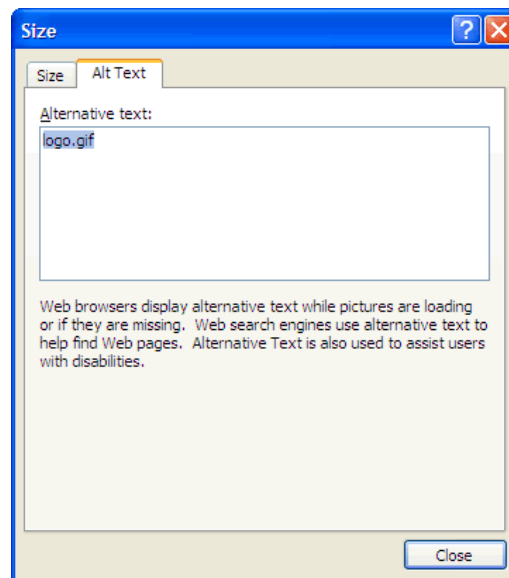 Size
Size Alt Text
Alternative text:
logo.gif
Web browsers display alternative text while pictures are loading
or if they are missing. Web search engines use alternative text to
help find Web pages. Alternative Text is also used to assist users
with disabilities.
Close